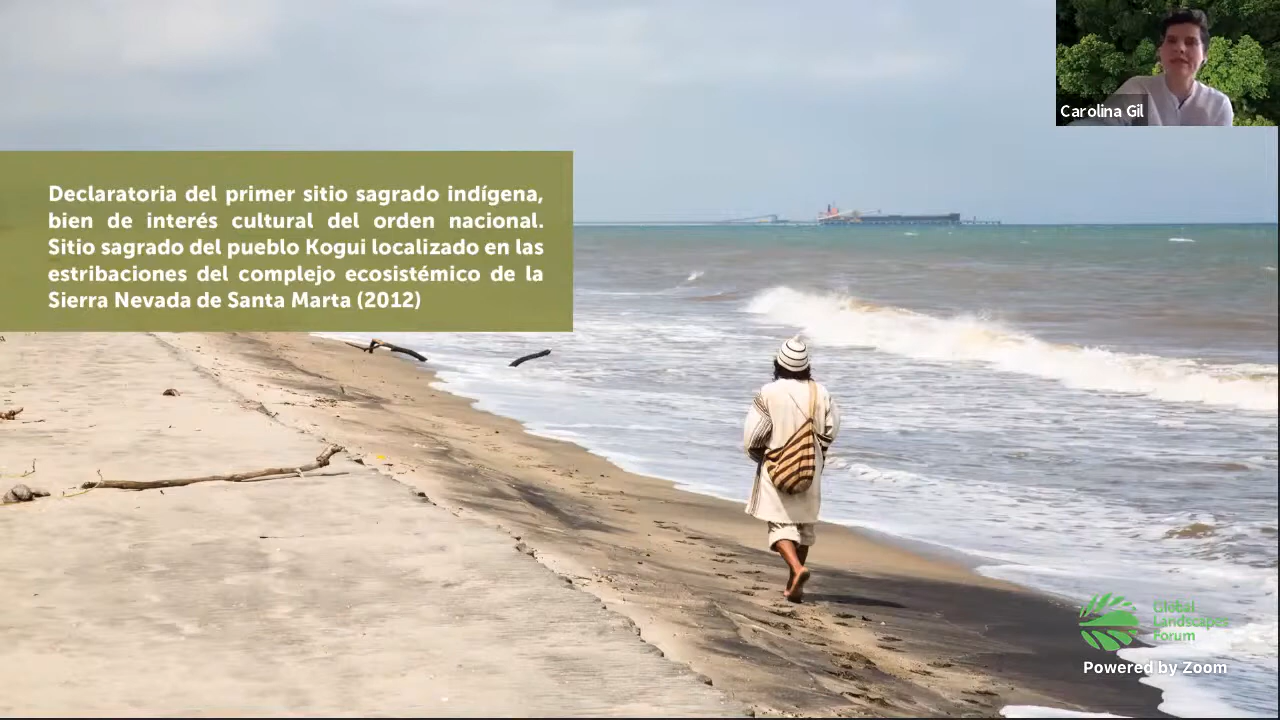 Carolina Gil
Declaratoria del primer sitio sagrado indígena,
bien de interés cultural del orden nacional.
Sitio sagrado del pueblo Kogui localizado en las
estribaciones del complejo ecosistémico de la
Sierra Nevada de Santa Marta (2012)
Global
Landscapes
Forum
Powered by Zoom